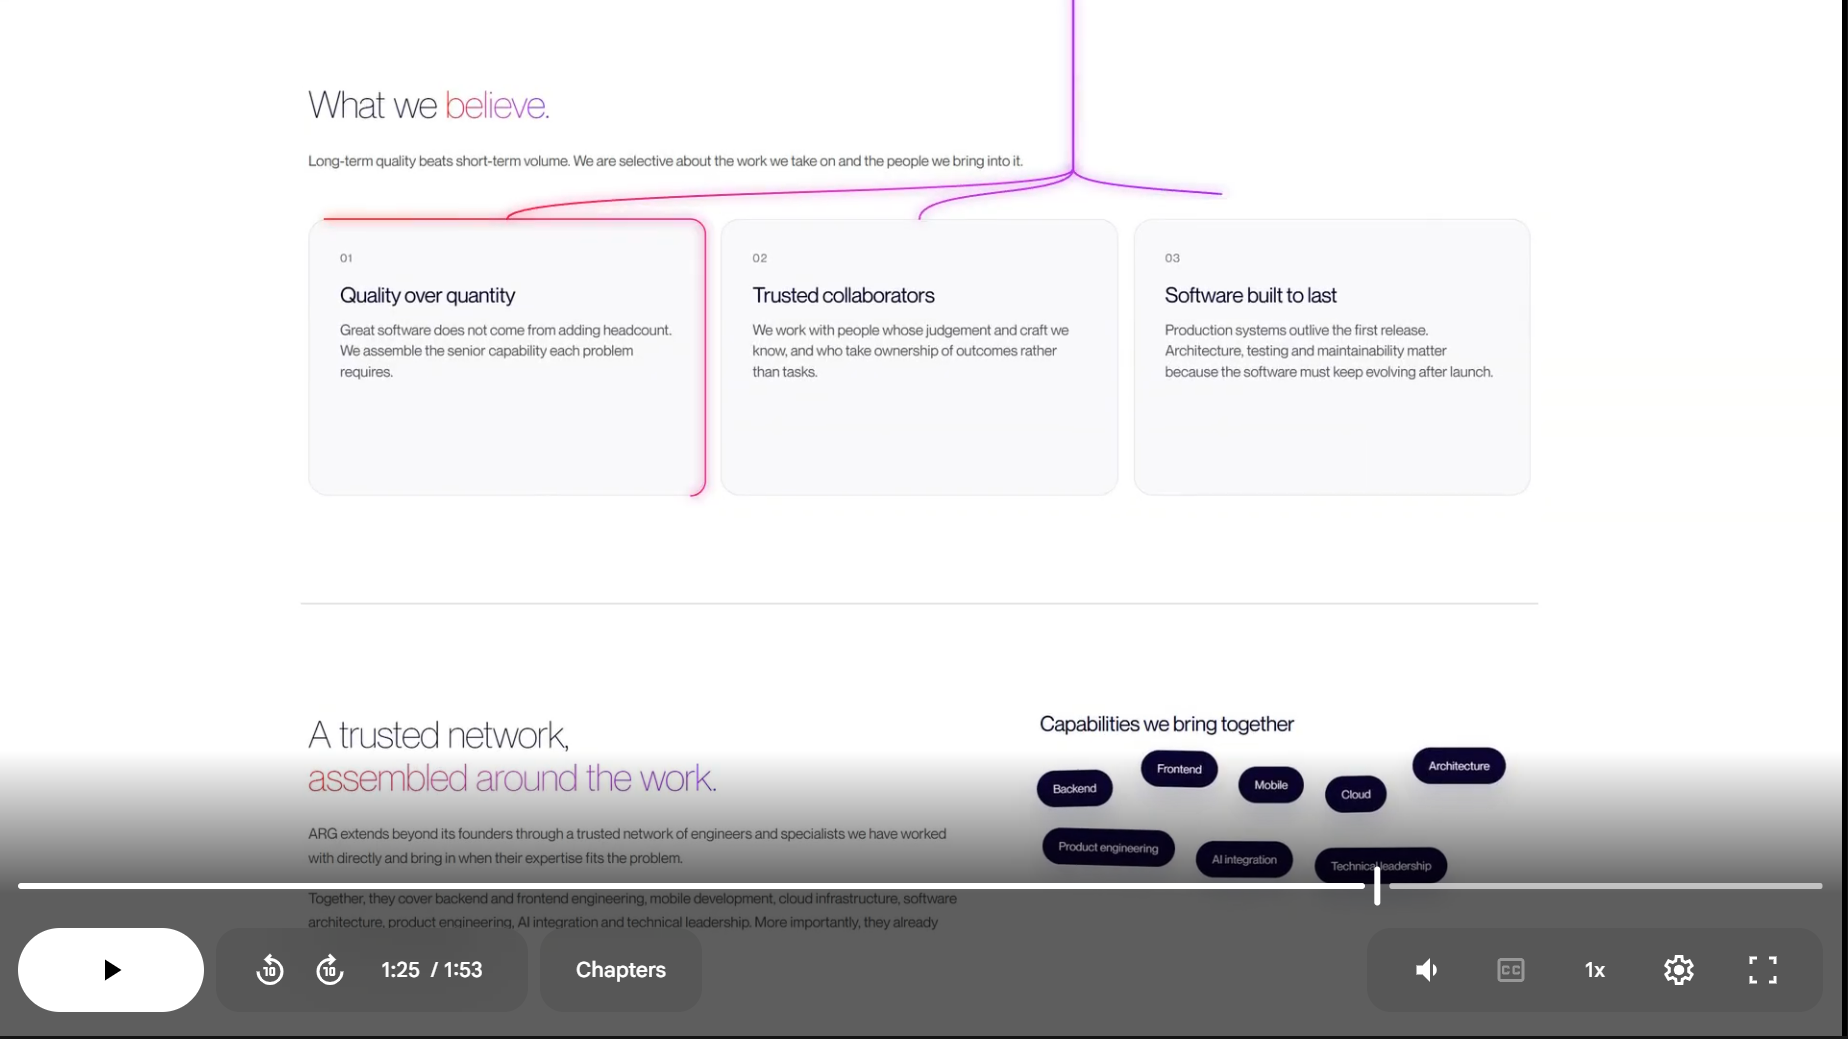 What we believe.
Long-term quality beats short-term volume. We are selective about the work we take on and the people we bring into it.
01
Quality over quantity
Great software does not come from adding headcount.
We assemble the senior capability each problem
requires.
02
Trusted collaborators
We work with people whose judgement and craft we
know, and who take ownership of outcomes rather
than tasks.
03
Software built to last
Production systems outlive the first release.
Architecture, testing and maintainability matter
because the software must keep evolving after launch.
A trusted network,
assembled around the work.
ARG extends beyond its founders through a trusted network of engineers and specialists we have worked
with directly and bring in when their expertise fits the problem.
Together, they cover backend and frontend engineering, mobile development, cloud infrastructure, software
architecture, product engineering, AI integration and technical leadership. More importantly, they already
Capabilities we bring together
Backend
Frontend
Mobile
Cloud
Architecture
Product engineering
AI integration
Technical leadership
10
10
1:25 / 1:53
Chapters
CC
1x